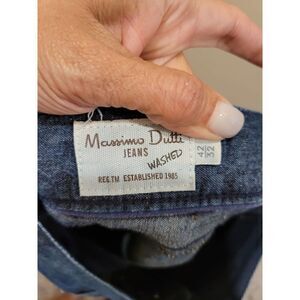 Massimo Dutti
JEANS
WASHED
REG.TM. ESTABLISHED 1985
42
32